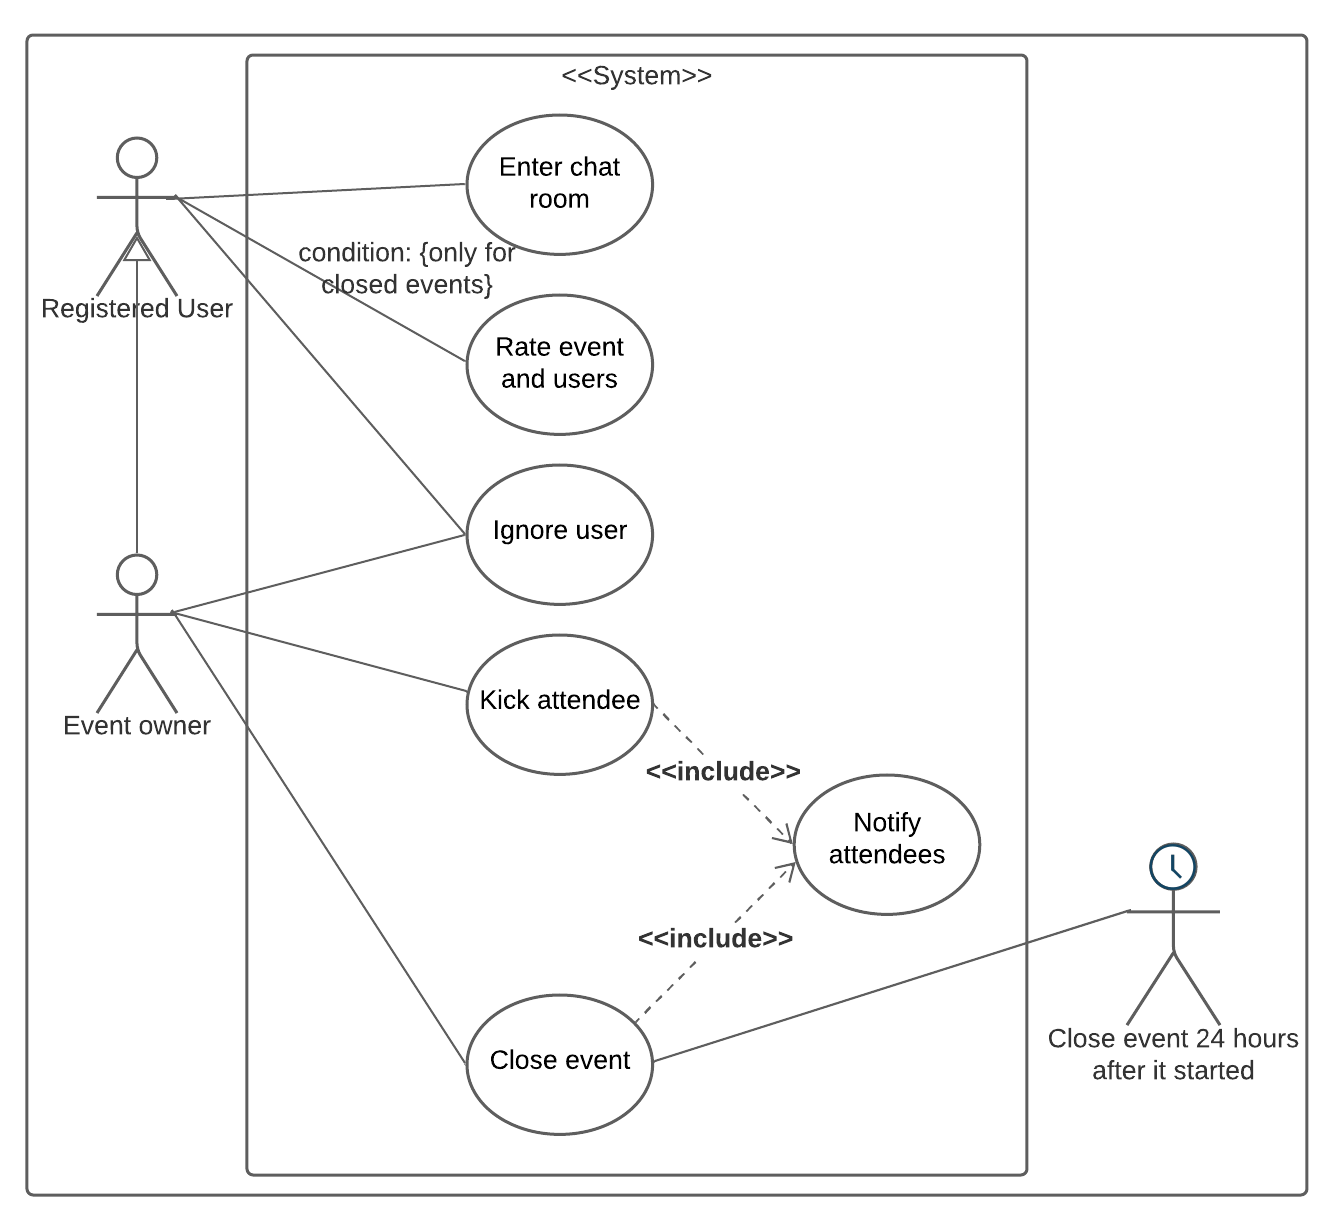 <<System>>
Enter chat
room
condition: {only for
closed events}
Registered User
Rate event
and users
Ignore user
Kick attendee
Event owner
<<include>>
Notify
attendees
<<include>>
Close event
Close event 24 hours
after it started